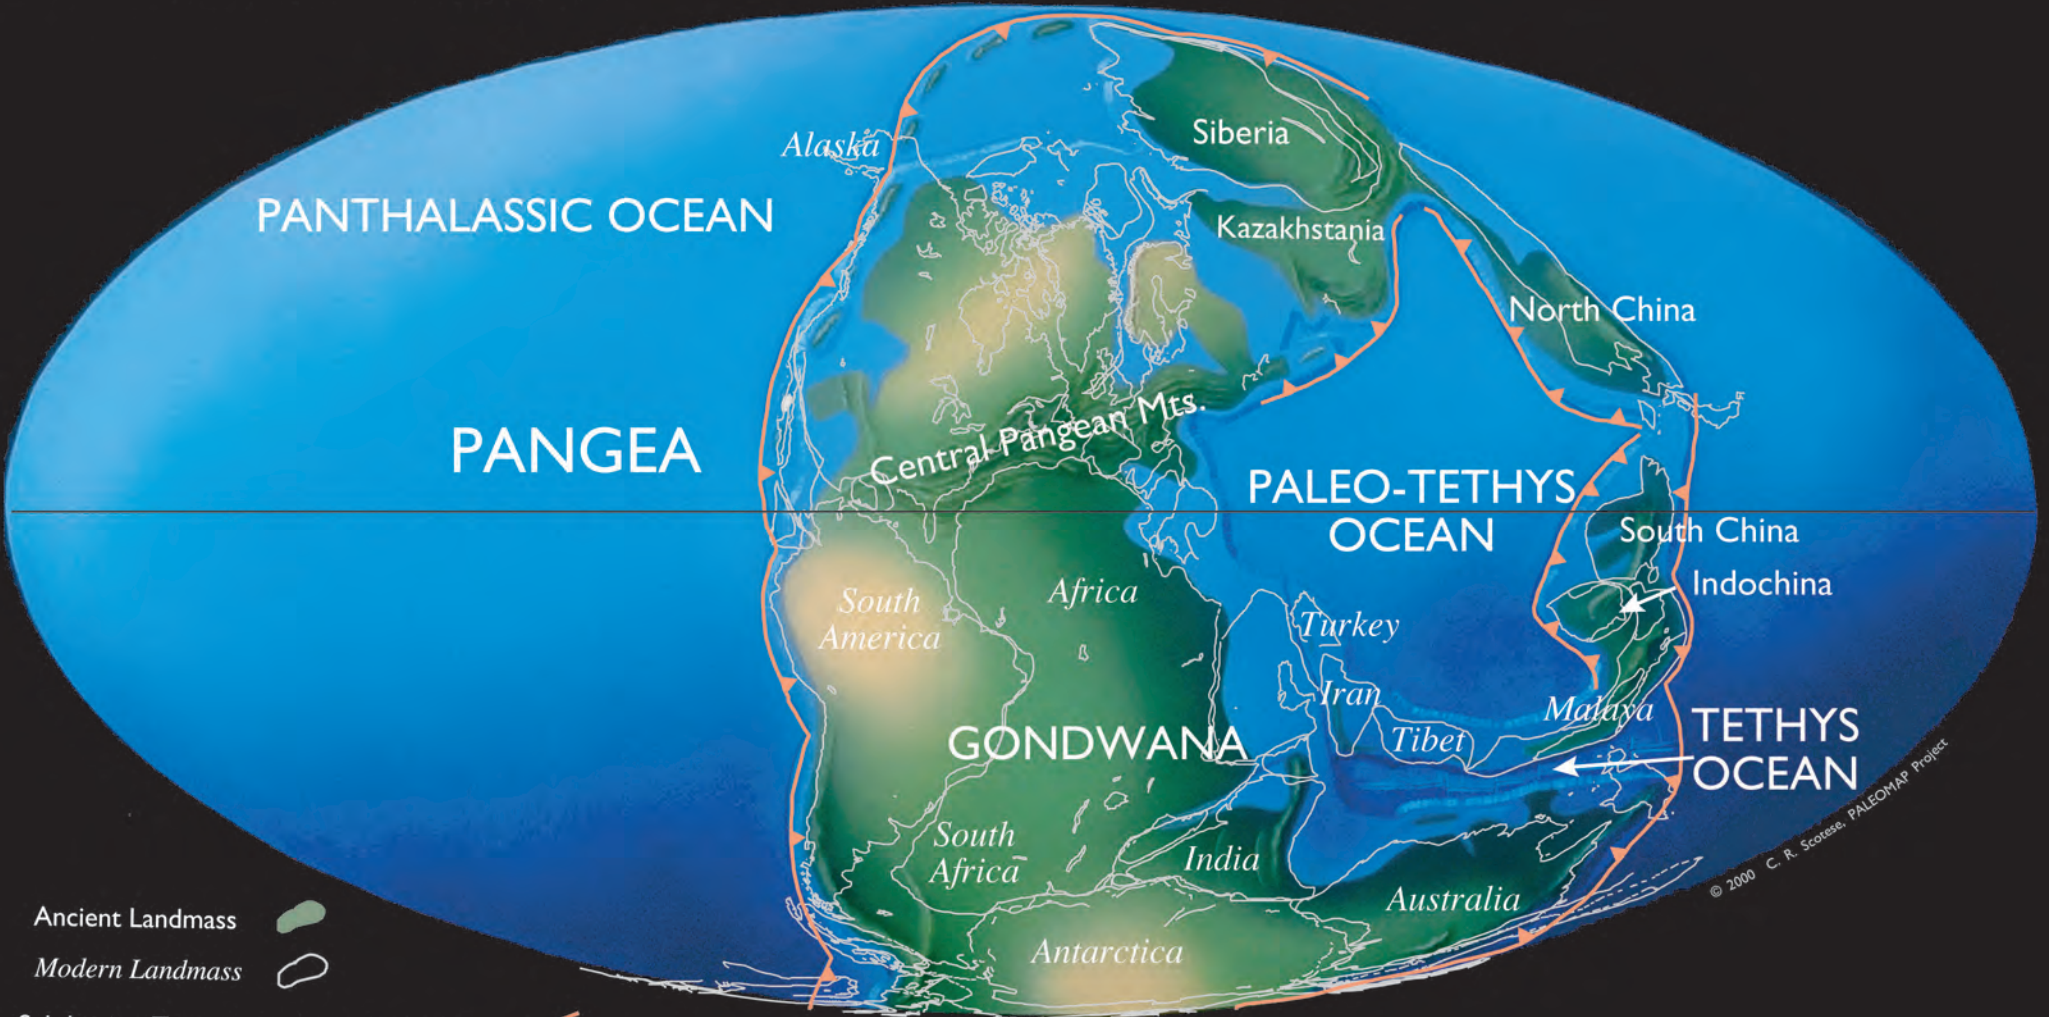 Alaska
Siberia
PANTHALASSIC OCEAN
Kazakhstania
North China
PANGEA
Central Pangean Mts.
PALEO-TETHYS
OCEAN
South China
Indochina
South
America
Africa
Turkey
Iran
Malaya
Tibet
GONDWANA
TETHYS
OCEAN
South
Africa
India
Australia
Antarctica
© 2000 C. R. Scotese, PALEOMAP Project
Ancient Landmass
Modern Landmass